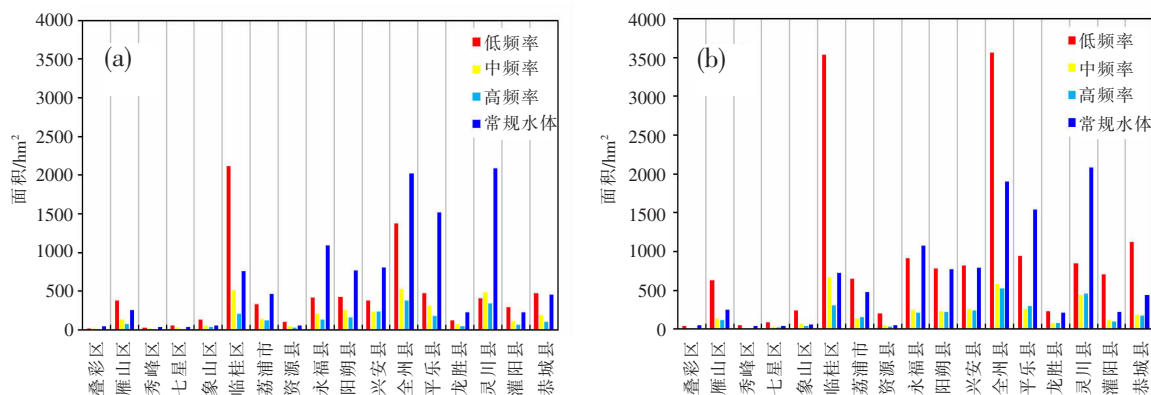 4000
3500
3000
2500
2000
1500
1000
500
0
面积/hm²
(a)
低频率
中频率
高频率
常规水体
叠彩区
雁山区
秀峰区
七星区
象山区
临桂区
荔浦市
资源县
永福县
阳朔县
兴安县
全州县
平乐县
龙胜县
灵川县
灌阳县
恭城县
4000
3500
3000
2500
2000
1500
1000
500
0
面积/hm²
(b)
低频率
中频率
高频率
常规水体
叠彩区
雁山区
秀峰区
七星区
象山区
临桂区
荔浦市
资源县
永福县
阳朔县
兴安县
全州县
平乐县
龙胜县
灵川县
灌阳县
恭城县